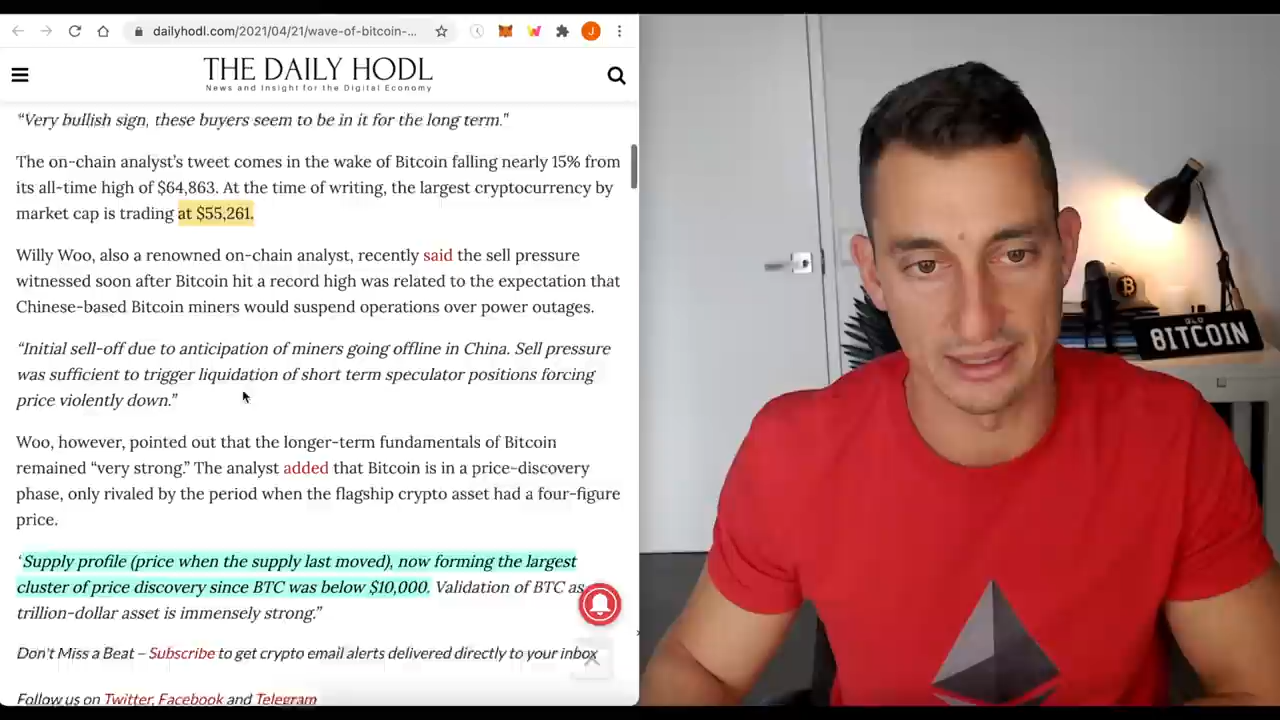 dailyhodl.com/2021/04/21/wave-of-bitcoin-...
J
THE DAILY HODL
News and Insight for the Digital Economy
“Very bullish sign, these buyers seem to be in it for the long term.”
The on-chain analyst’s tweet comes in the wake of Bitcoin falling nearly 15% from
its all-time high of $64,863. At the time of writing, the largest cryptocurrency by
market cap is trading at $55,261.
Willy Woo, also a renowned on-chain analyst, recently said the sell pressure
witnessed soon after Bitcoin hit a record high was related to the expectation that
Chinese-based Bitcoin miners would suspend operations over power outages.
“Initial sell-off due to anticipation of miners going offline in China. Sell pressure
was sufficient to trigger liquidation of short term speculator positions forcing
price violently down.”
Woo, however, pointed out that the longer-term fundamentals of Bitcoin
remained “very strong.” The analyst added that Bitcoin is in a price-discovery
phase, only rivaled by the period when the flagship crypto asset had a four-figure
price.
‘Supply profile (price when the supply last moved), now forming the largest
cluster of price discovery since BTC was below $10,000. Validation of BTC as
trillion-dollar asset is immensely strong.”
Don’t Miss a Beat – Subscribe to get crypto email alerts delivered directly to your inbox
Follow us on Twitter, Facebook and Telegram
QLD
8ITCOIN